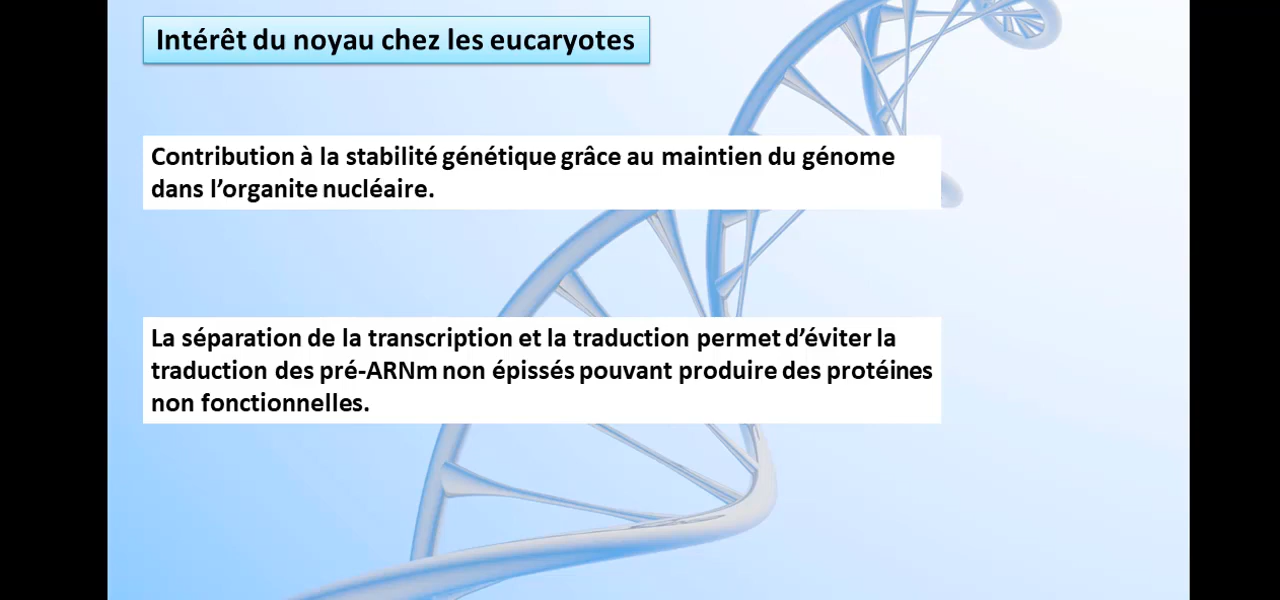 Intérêt du noyau chez les eucaryotes
Contribution à la stabilité génétique grâce au maintien du génome
dans l’organite nucléaire.
La séparation de la transcription et la traduction permet d’éviter la
traduction des pré-ARNm non épissés pouvant produire des protéines
non fonctionnelles.